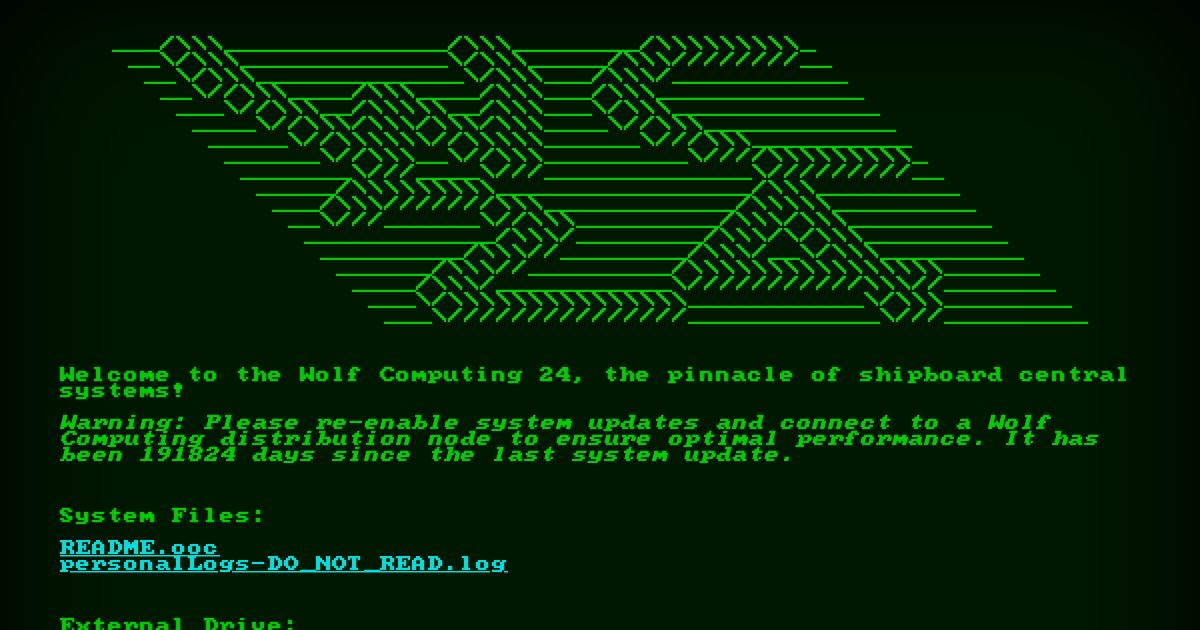 Welcome to the Wolf Computing 24, the pinnacle of shipboard central
systems!
Warning: Please re-enable system updates and connect to a Wolf
Computing distribution node to ensure optimal performance. It has
been 191824 days since the last system update.
System Files:
README.ooc
personalLogs-DO_NOT_READ.log
External Drive: